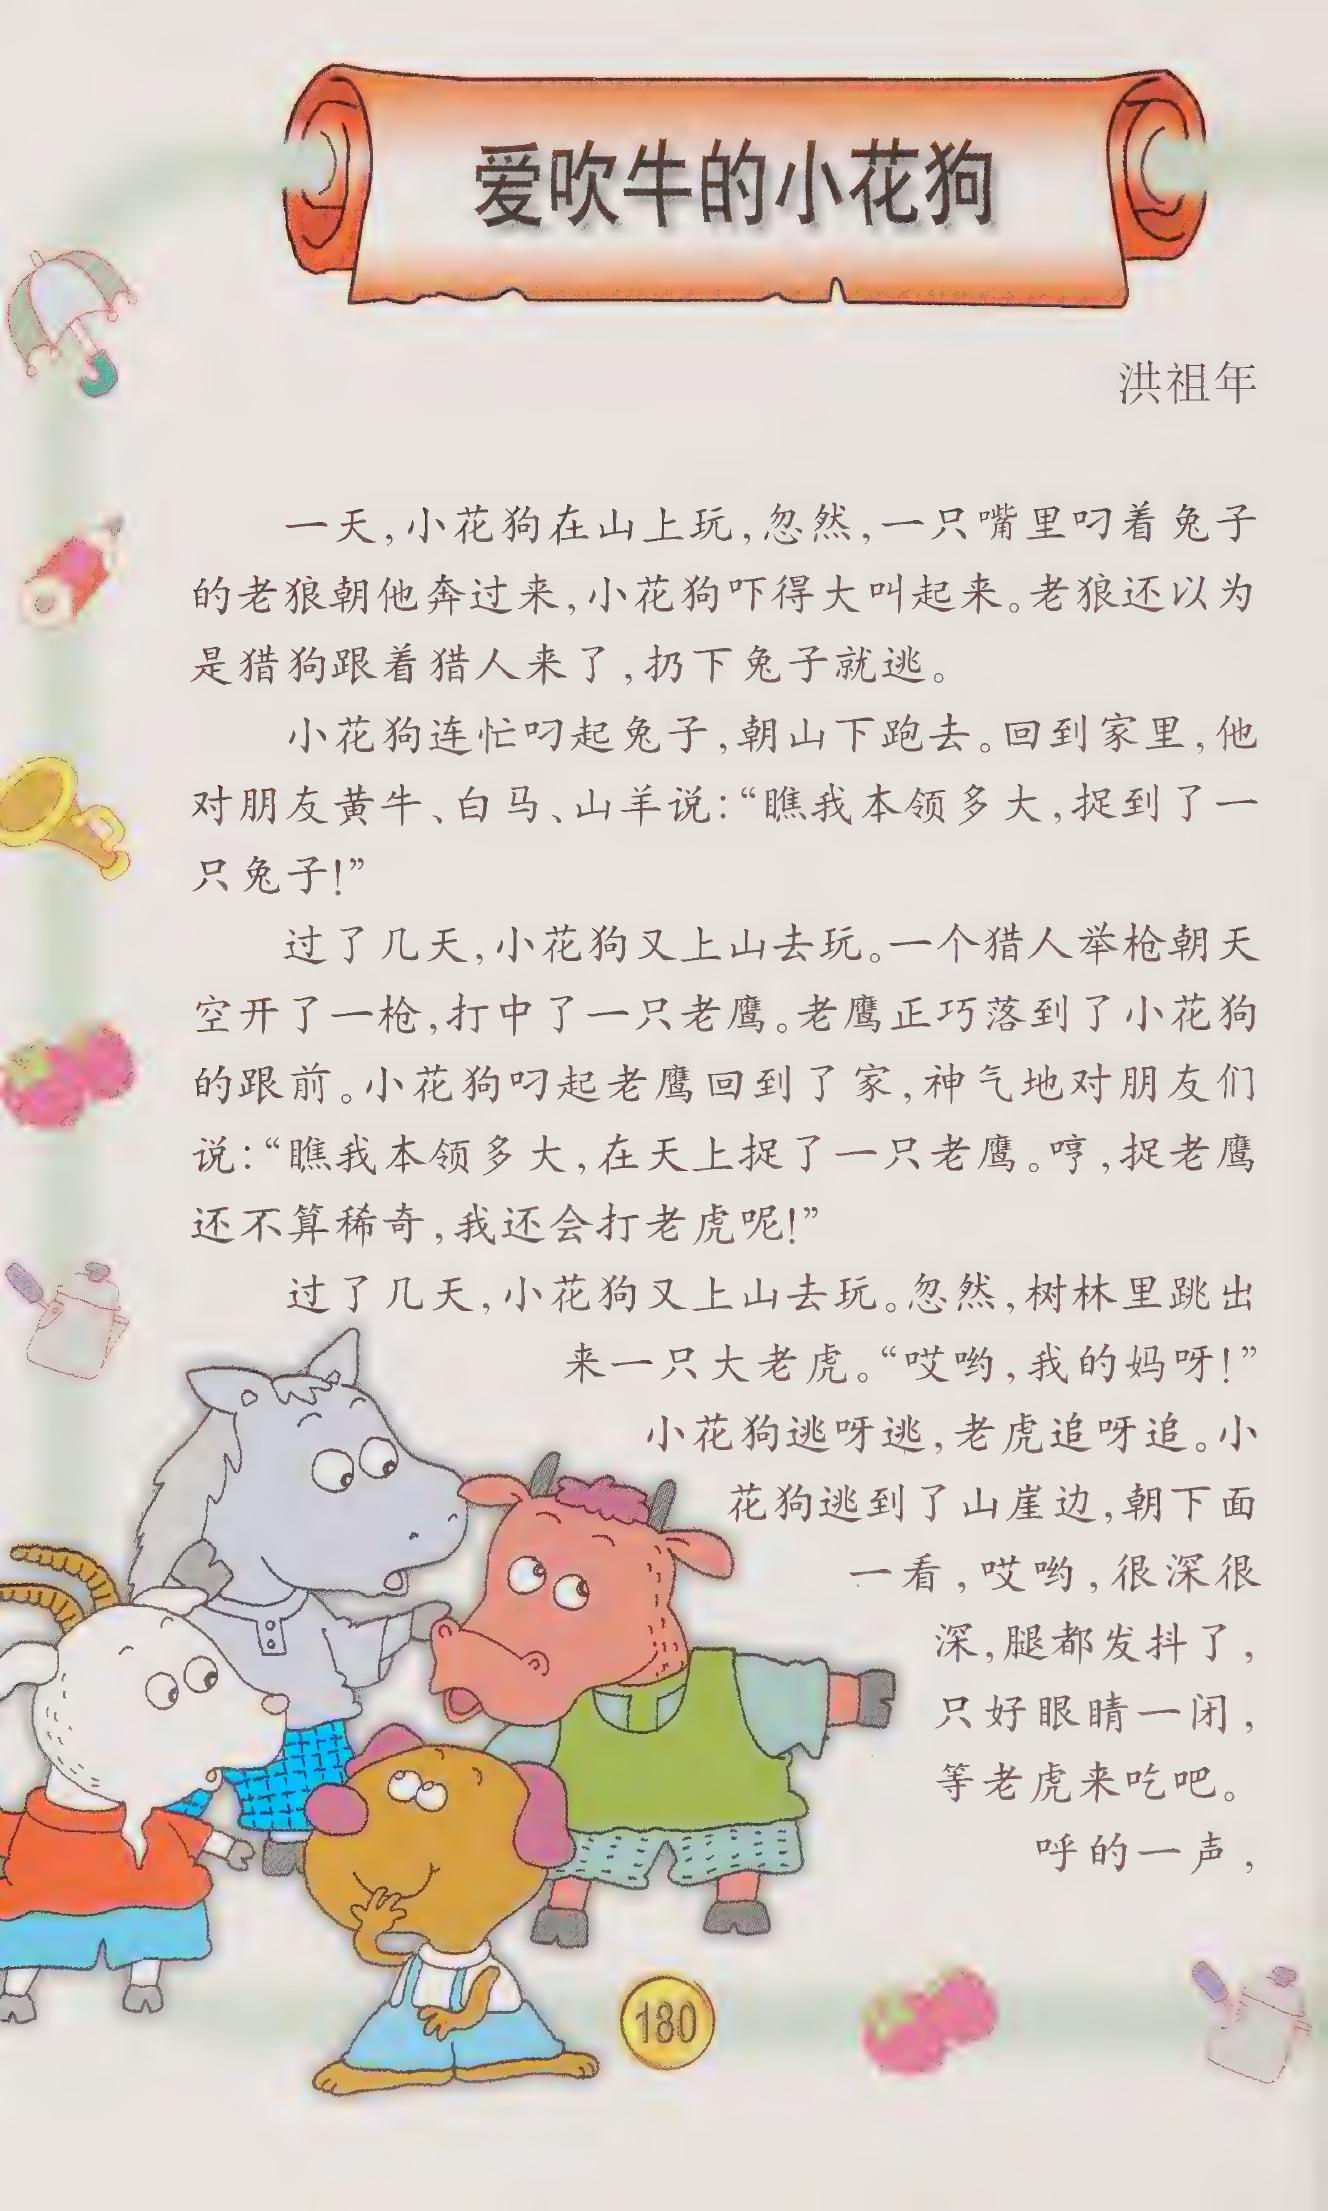 爱吹牛的小花狗
洪祖年
一天,小花狗在山上玩,忽然,一只嘴里叼着兔子
的老狼朝他奔过来,小花狗吓得大叫起来。老狼还以为
是猎狗跟着猎人来了,扔下兔子就逃。
小花狗连忙叼起兔子,朝山下跑去。回到家里,他
对朋友黄牛、白马、山羊说:“瞧我本领多大,捉到了一
只兔子!”
过了几天,小花狗又上山去玩。一个猎人举枪朝天
空开了一枪,打中了一只老鹰。老鹰正巧落到了小花狗
的跟前。小花狗叼起老鹰回到了家,神气地对朋友们
说:“瞧我本领多大,在天上捉了一只老鹰。哼,捉老鹰
还不算稀奇,我还会打老虎呢!”
过了几天,小花狗又上山去玩。忽然,树林里跳出
来一只大老虎。“哎哟,我的妈呀!”
小花狗逃呀逃,老虎追呀追。小
花狗逃到了山崖边,朝下面
一看,哎哟,很深很
深,腿都发抖了,
只好眼睛一闭,
等老虎来吃吧。
呼的一声,
180